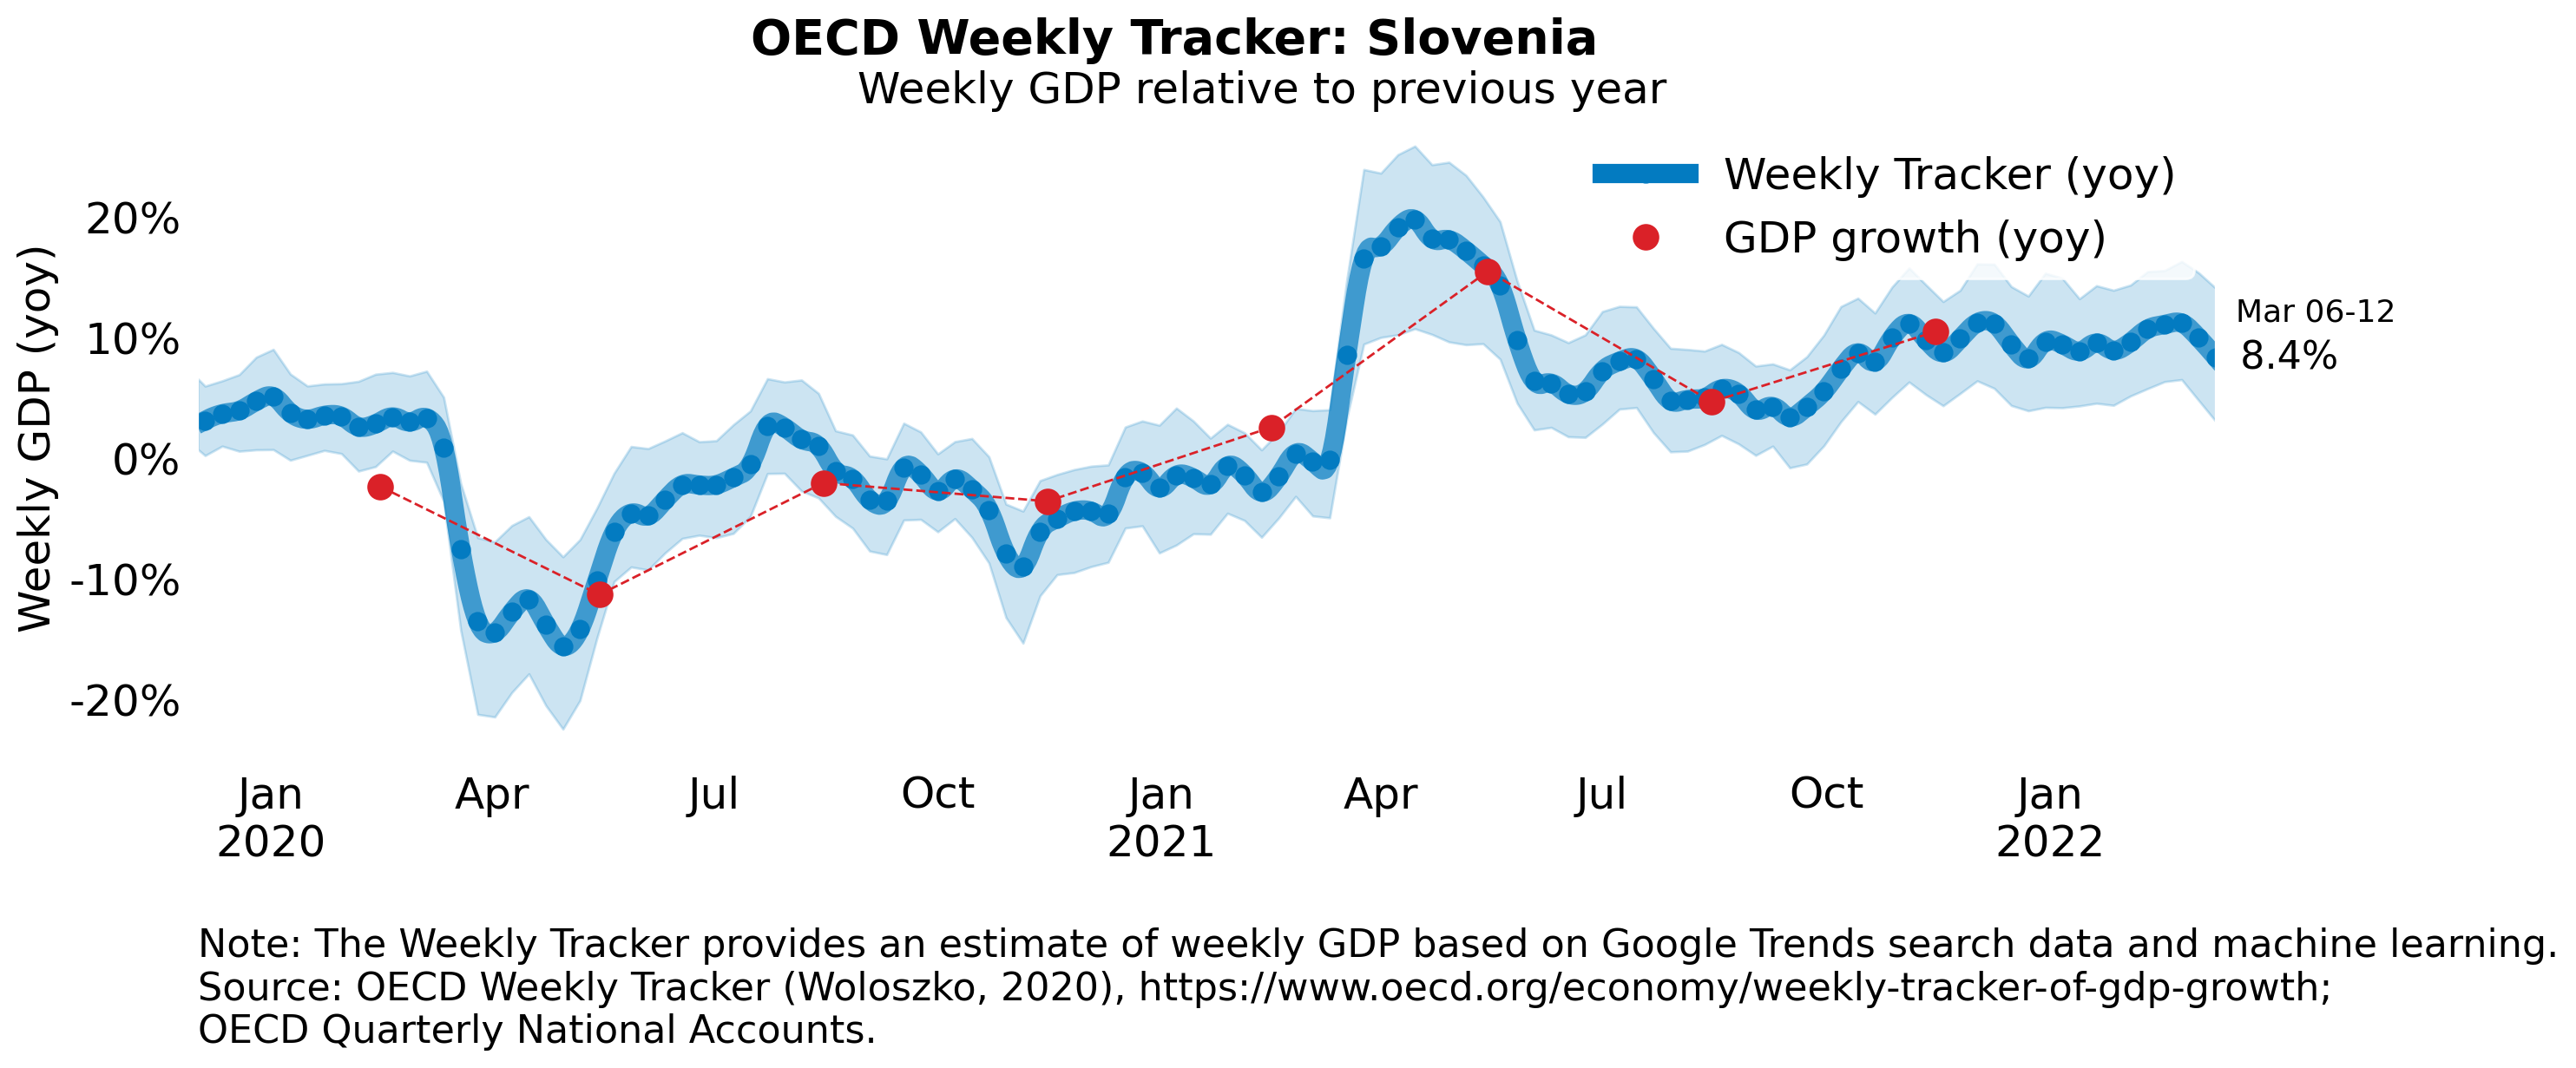 OECD Weekly Tracker: Slovenia
Weekly GDP relative to previous year
Weekly Tracker (yoy)
GDP growth (yoy)
Weekly GDP (yoy)
20%
10%
0%
-10%
-20%
Mar 06-12
8.4%
Jan Apr Jul Oct Jan Apr Jul Oct Jan
2020 2021 2022
Note: The Weekly Tracker provides an estimate of weekly GDP based on Google Trends search data and machine learning.
Source: OECD Weekly Tracker (Woloszko, 2020), https://www.oecd.org/economy/weekly-tracker-of-gdp-growth;
OECD Quarterly National Accounts.